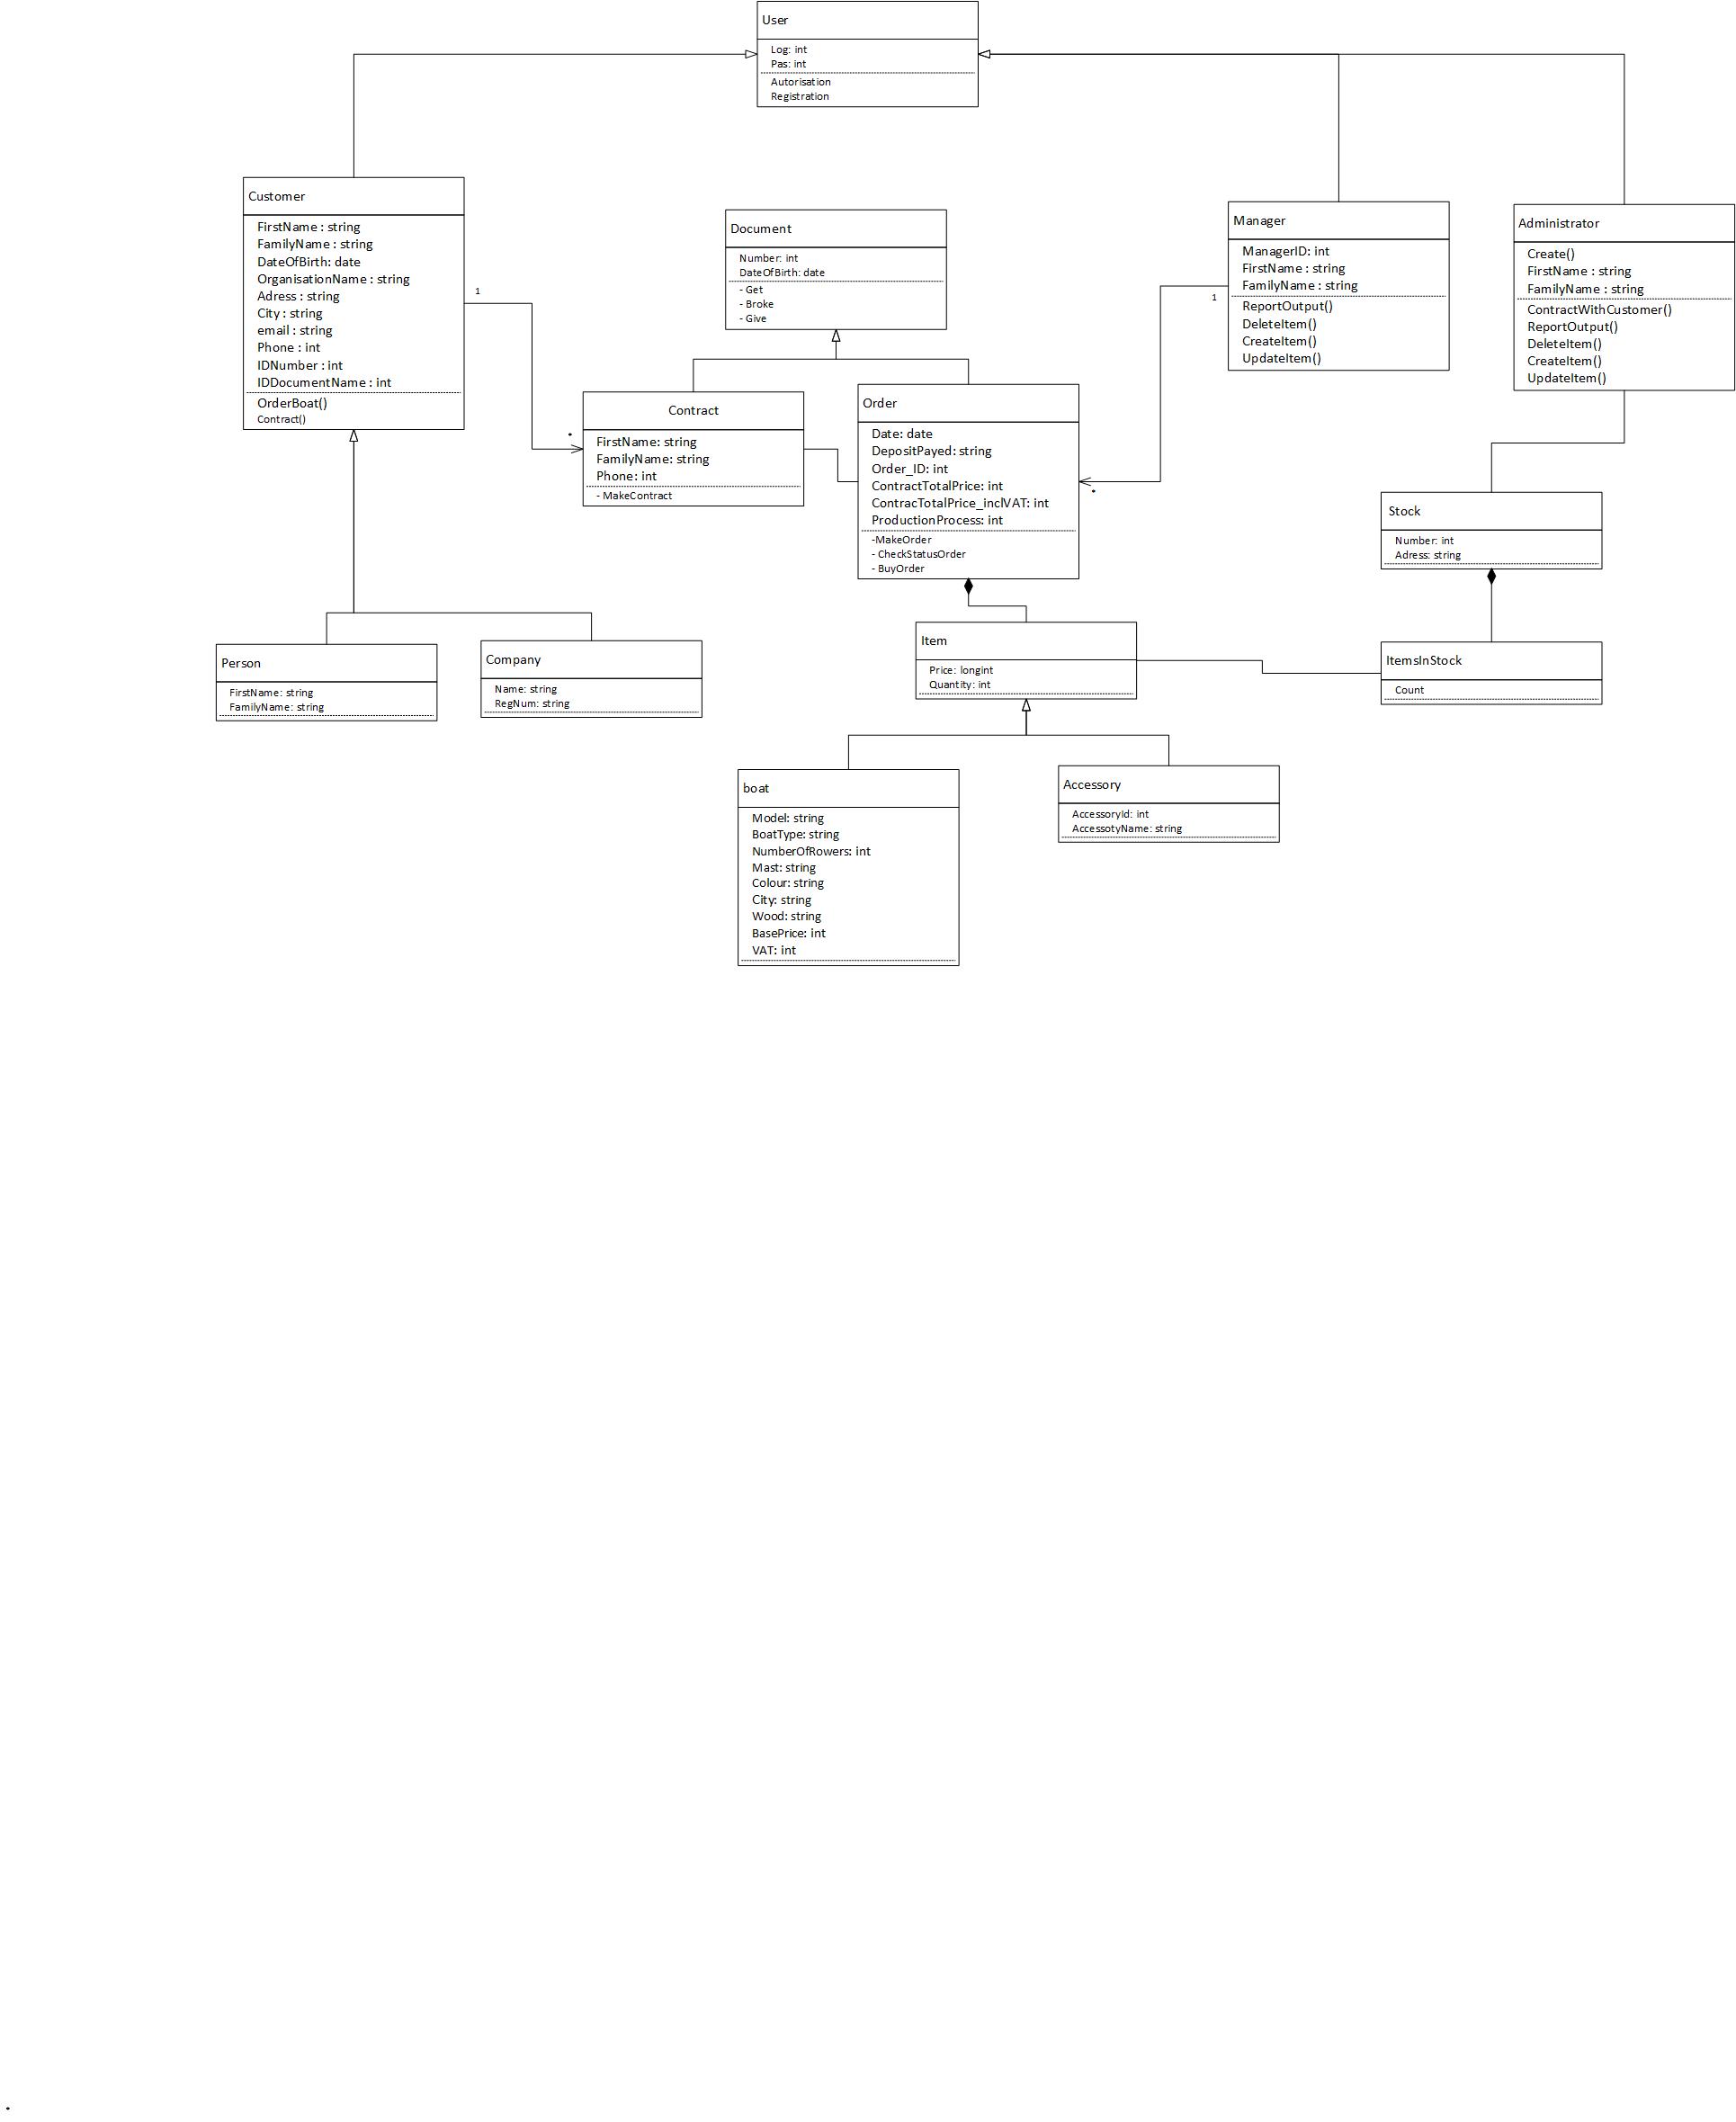 User
Log: int
Pas: int
Autorisation
Registration
Customer
FirstName : string
FamilyName : string
DateOfBirth: date
OrganisationName : string
Adress : string
City : string
email : string
Phone : int
IDNumber : int
IDDocumentName : int
OrderBoat()
Contract()
1
*
Document
Number: int
DateOfBirth: date
- Get
- Broke
- Give
Manager
ManagerID: int
FirstName : string
FamilyName : string
ReportOutput()
DeleteItem()
CreateItem()
UpdateItem()
1
*
Administrator
Create()
FirstName : string
FamilyName : string
ContractWithCustomer()
ReportOutput()
DeleteItem()
CreateItem()
UpdateItem()
Contract
FirstName: string
FamilyName: string
Phone: int
- MakeContract
Order
Date: date
DepositPayed: string
Order_ID: int
ContractTotalPrice: int
ContracTotalPrice_inclVAT: int
ProductionProcess: int
-MakeOrder
- CheckStatusOrder
- BuyOrder
Stock
Number: int
Adress: string
Person
FirstName: string
FamilyName: string
Company
Name: string
RegNum: string
Item
Price: longint
Quantity: int
ItemsInStock
Count
boat
Model: string
BoatType: string
NumberOfRowers: int
Mast: string
Colour: string
City: string
Wood: string
BasePrice: int
VAT: int
Accessory
AccessoryId: int
AccessotyName: string